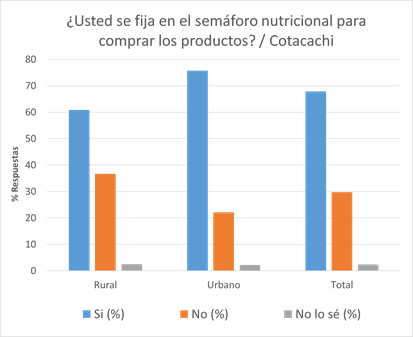 ¿Usted se fija en el semáforo nutricional para
comprar los productos? / Cotacachi
80
70
60
50
40
30
20
10
0
% Respuestas
Rural Urbano Total
Si (%) No (%) No lo sé (%)